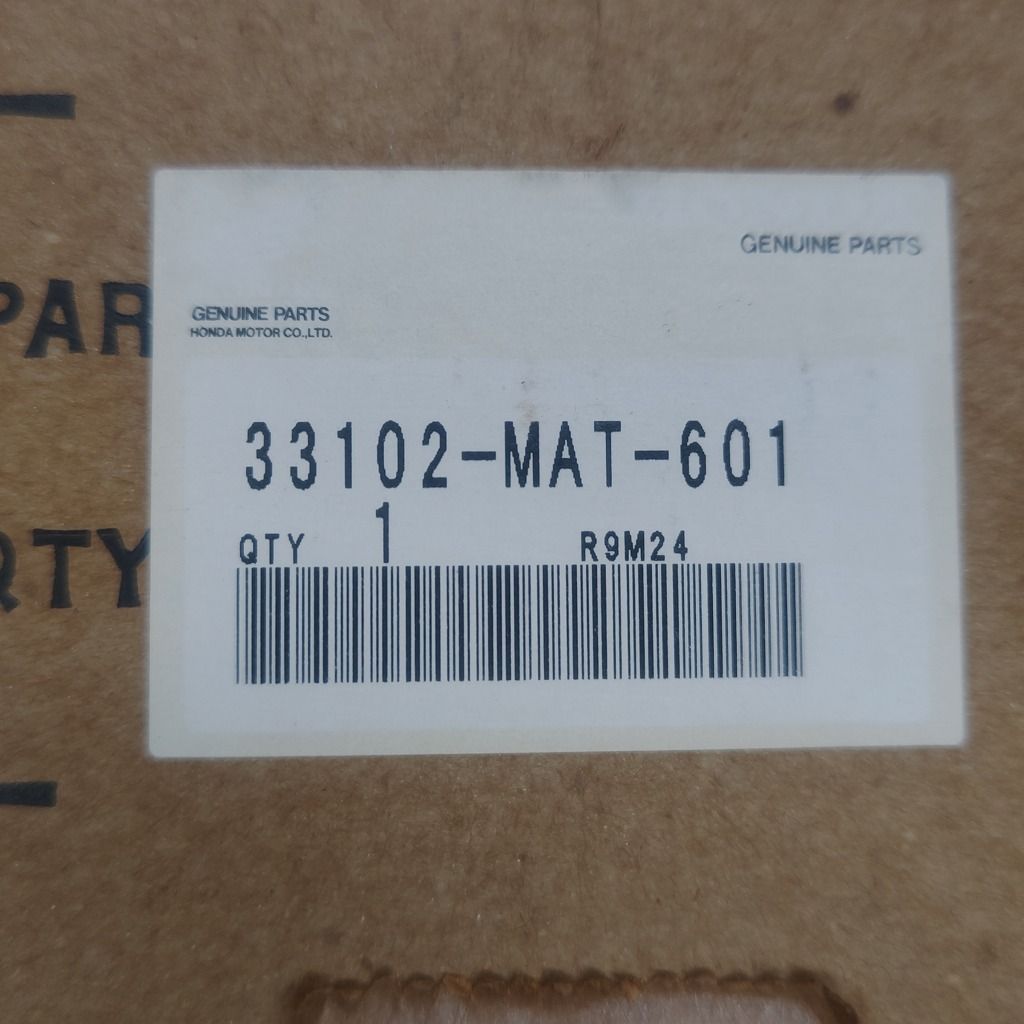 GENUINE PARTS
GENUINE PARTS
HONDA MOTOR CO.,LTD.
PAR
33102-MAT-601
QTY 1 R9M24
QTY